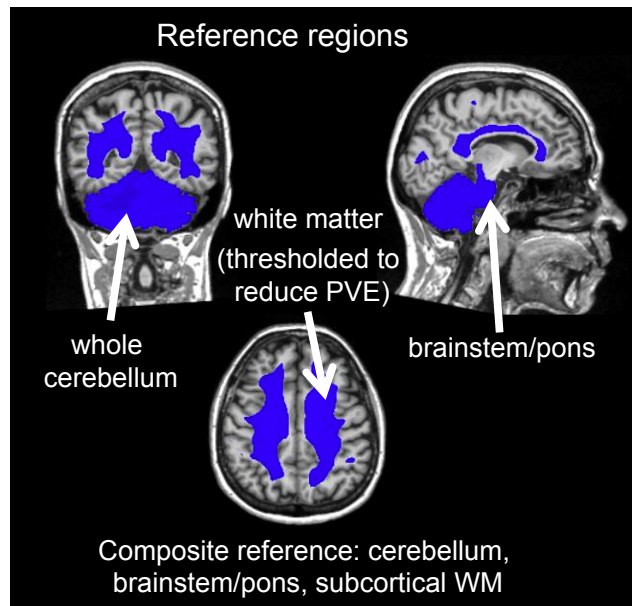 Reference regions
white matter
(thresholded to
reduce PVE)
whole
cerebellum
brainstem/pons
Composite reference: cerebellum,
brainstem/pons, subcortical WM